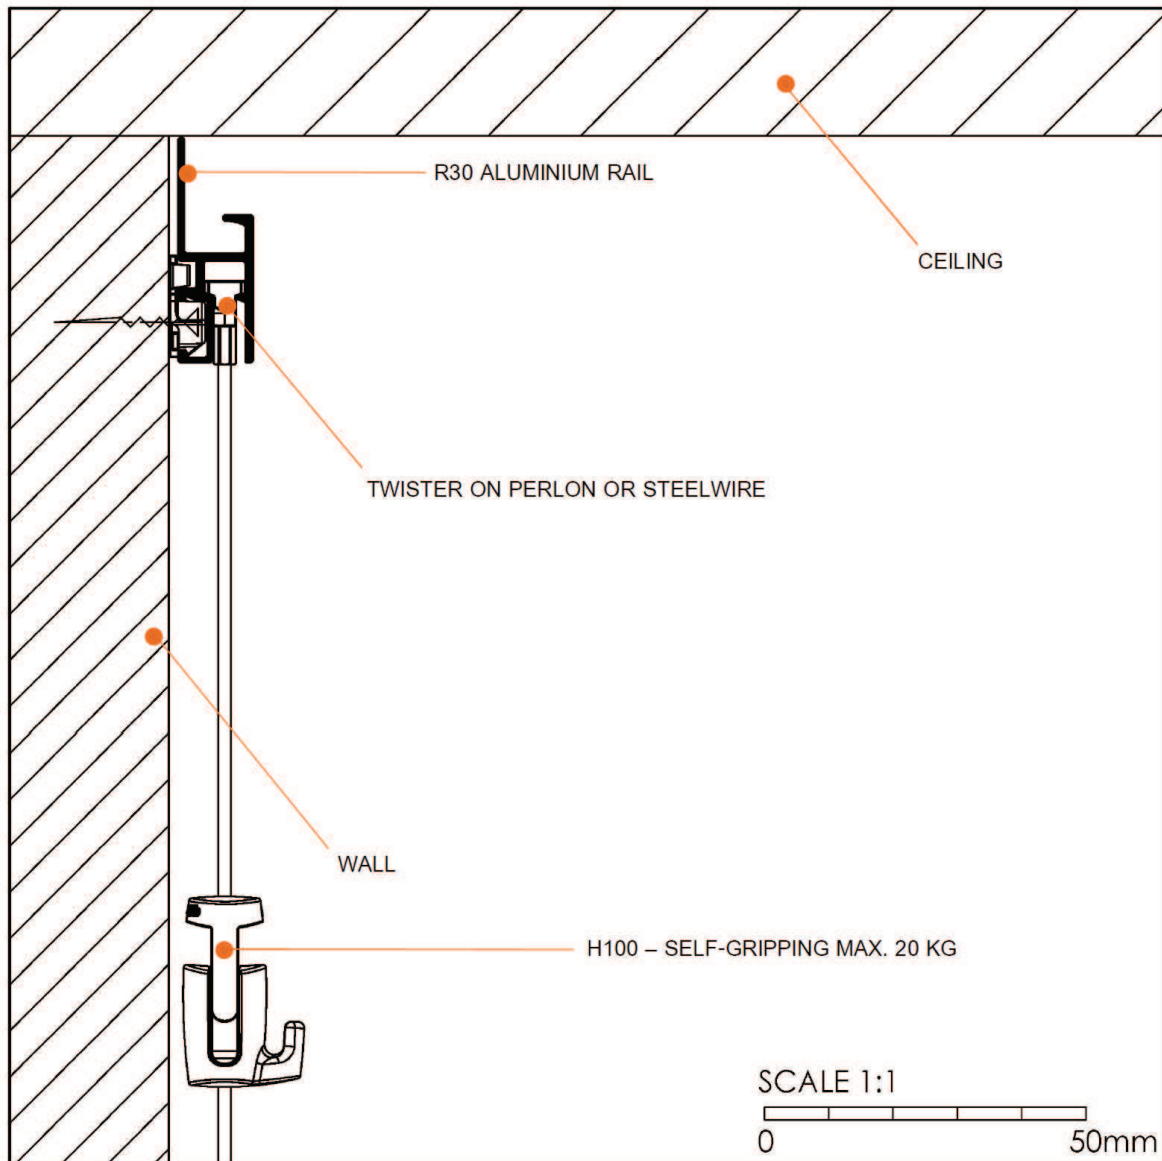 R30 ALUMINIUM RAIL
CEILING
TWISTER ON PERLON OR STEELWIRE
WALL
H100 – SELF-GRIPPING MAX. 20 KG
SCALE 1:1
0 50mm